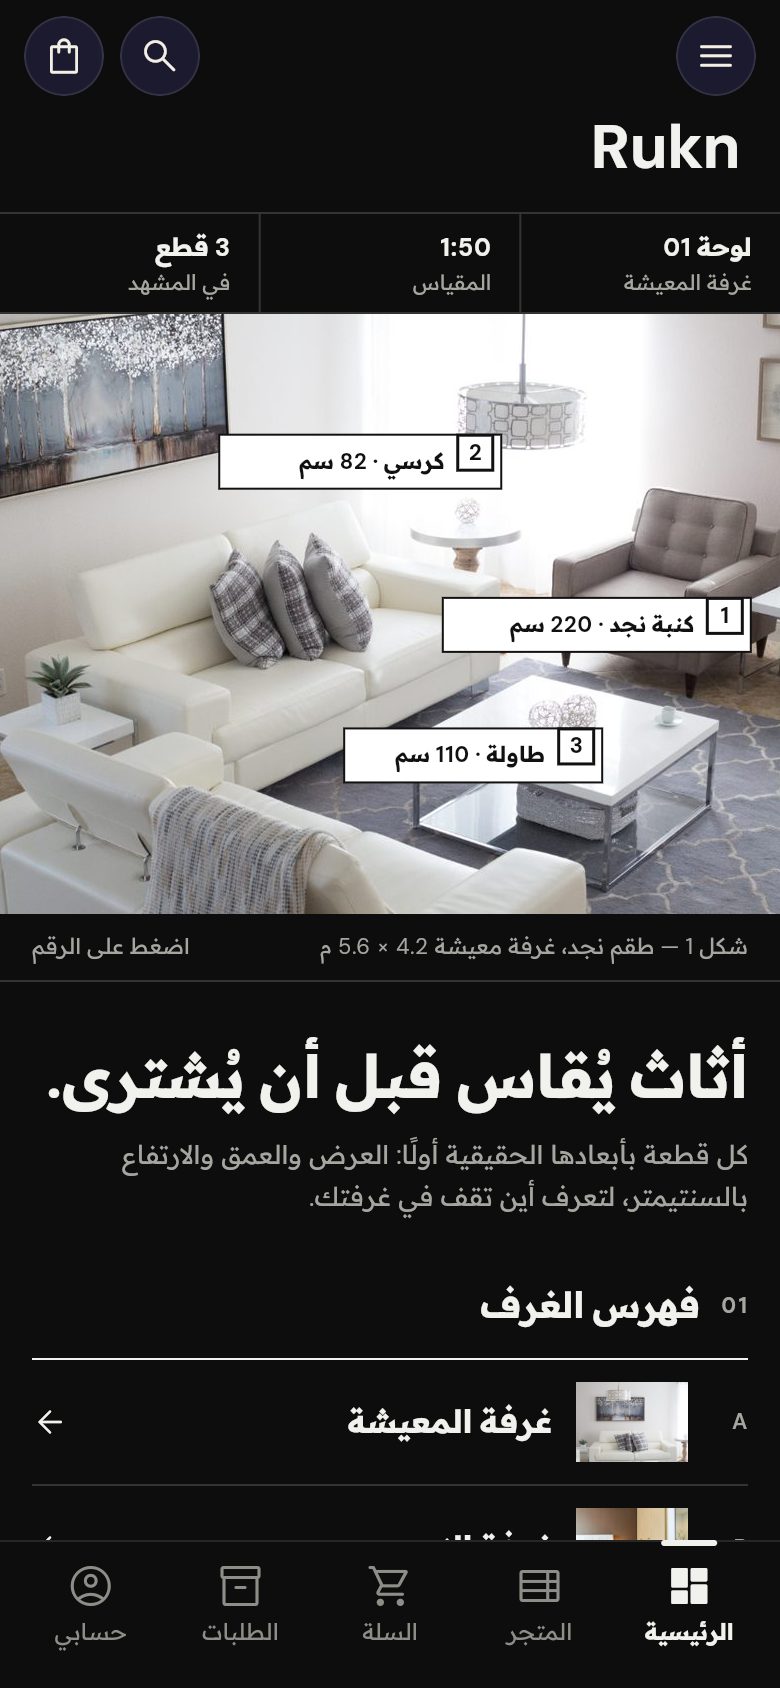 Rukn
لوحة 01
غرفة المعيشة
1:50
المقياس
3 قطع
في المشهد
2
كرسي · 82 سم
1
كنبة نجد · 220 سم
3
طاولة · 110 سم
شكل 1 — طقم نجد، غرفة معيشة 4.2 × 5.6 م
اضغط على الرقم
أثاث يُقاس قبل أن يُشترى.
كل قطعة بأبعادها الحقيقية أولًا: العرض والعمق والارتفاع
بالسنتيمتر، لتعرف أين تقف في غرفتك.
01 فهرس الغرف
A غرفة المعيشة
الرئيسية
المتجر
السلة
الطلبات
حسابي